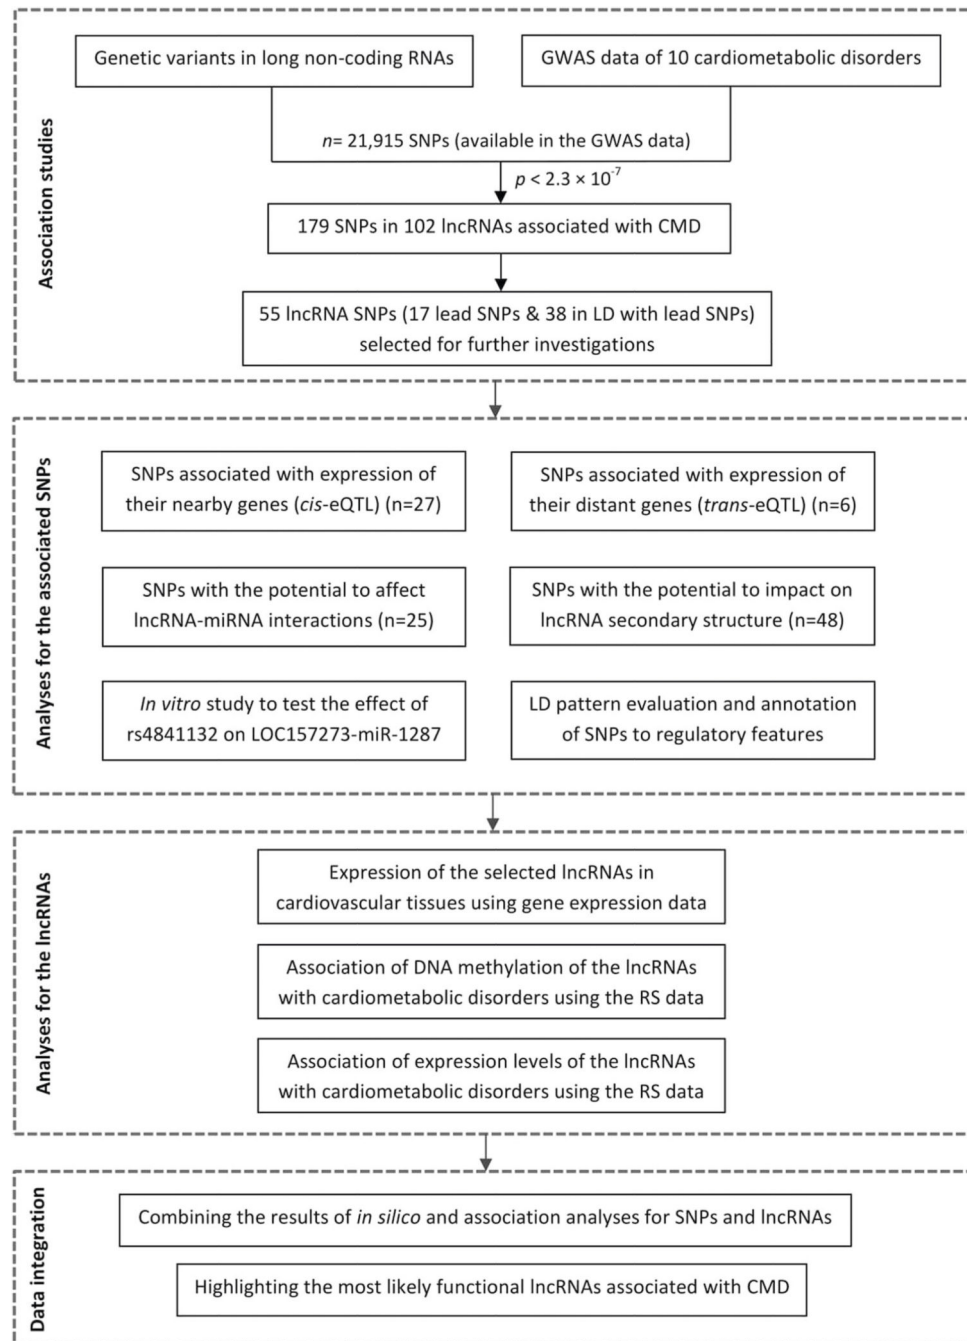 Association studies
Genetic variants in long non-coding RNAs
GWAS data of 10 cardiometabolic disorders
n= 21,915 SNPs (available in the GWAS data)
p < 2.3 × 10⁻⁷
179 SNPs in 102 lncRNAs associated with CMD
55 lncRNA SNPs (17 lead SNPs & 38 in LD with lead SNPs)
selected for further investigations
Analyses for the associated SNPs
SNPs associated with expression of
their nearby genes (cis-eQTL) (n=27)
SNPs associated with expression of
their distant genes (trans-eQTL) (n=6)
SNPs with the potential to affect
lncRNA-miRNA interactions (n=25)
SNPs with the potential to impact on
lncRNA secondary structure (n=48)
In vitro study to test the effect of
rs4841132 on LOC157273-miR-1287
LD pattern evaluation and annotation
of SNPs to regulatory features
Analyses for the lncRNAs
Expression of the selected lncRNAs in
cardiovascular tissues using gene expression data
Association of DNA methylation of the lncRNAs
with cardiometabolic disorders using the RS data
Association of expression levels of the lncRNAs
with cardiometabolic disorders using the RS data
Data integration
Combining the results of in silico and association analyses for SNPs and lncRNAs
Highlighting the most likely functional lncRNAs associated with CMD